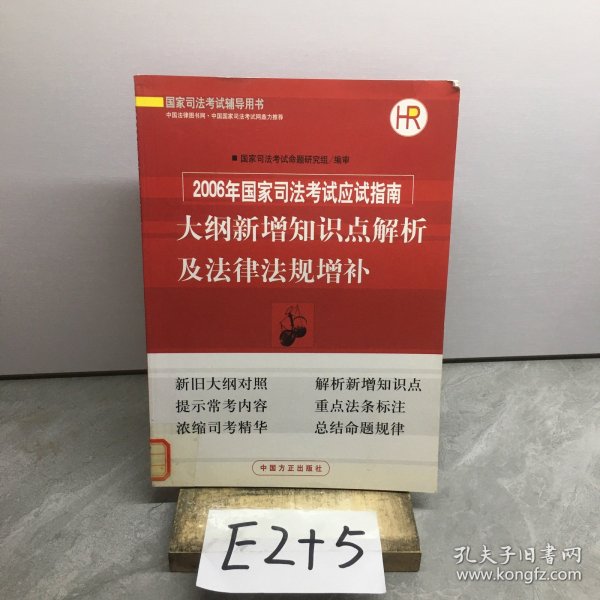 国家司法考试辅导用书
中国法律图书网·中国国家司法考试网鼎力推荐
HR
■ 国家司法考试命题研究组/编审
2006年国家司法考试应试指南
大纲新增知识点解析
及法律法规增补
新旧大纲对照 解析新增知识点
提示常考内容 重点法条标注
浓缩司考精华 总结命题规律
中国方正出版社
E2+5
孔夫子旧书网
www.kongfz.com